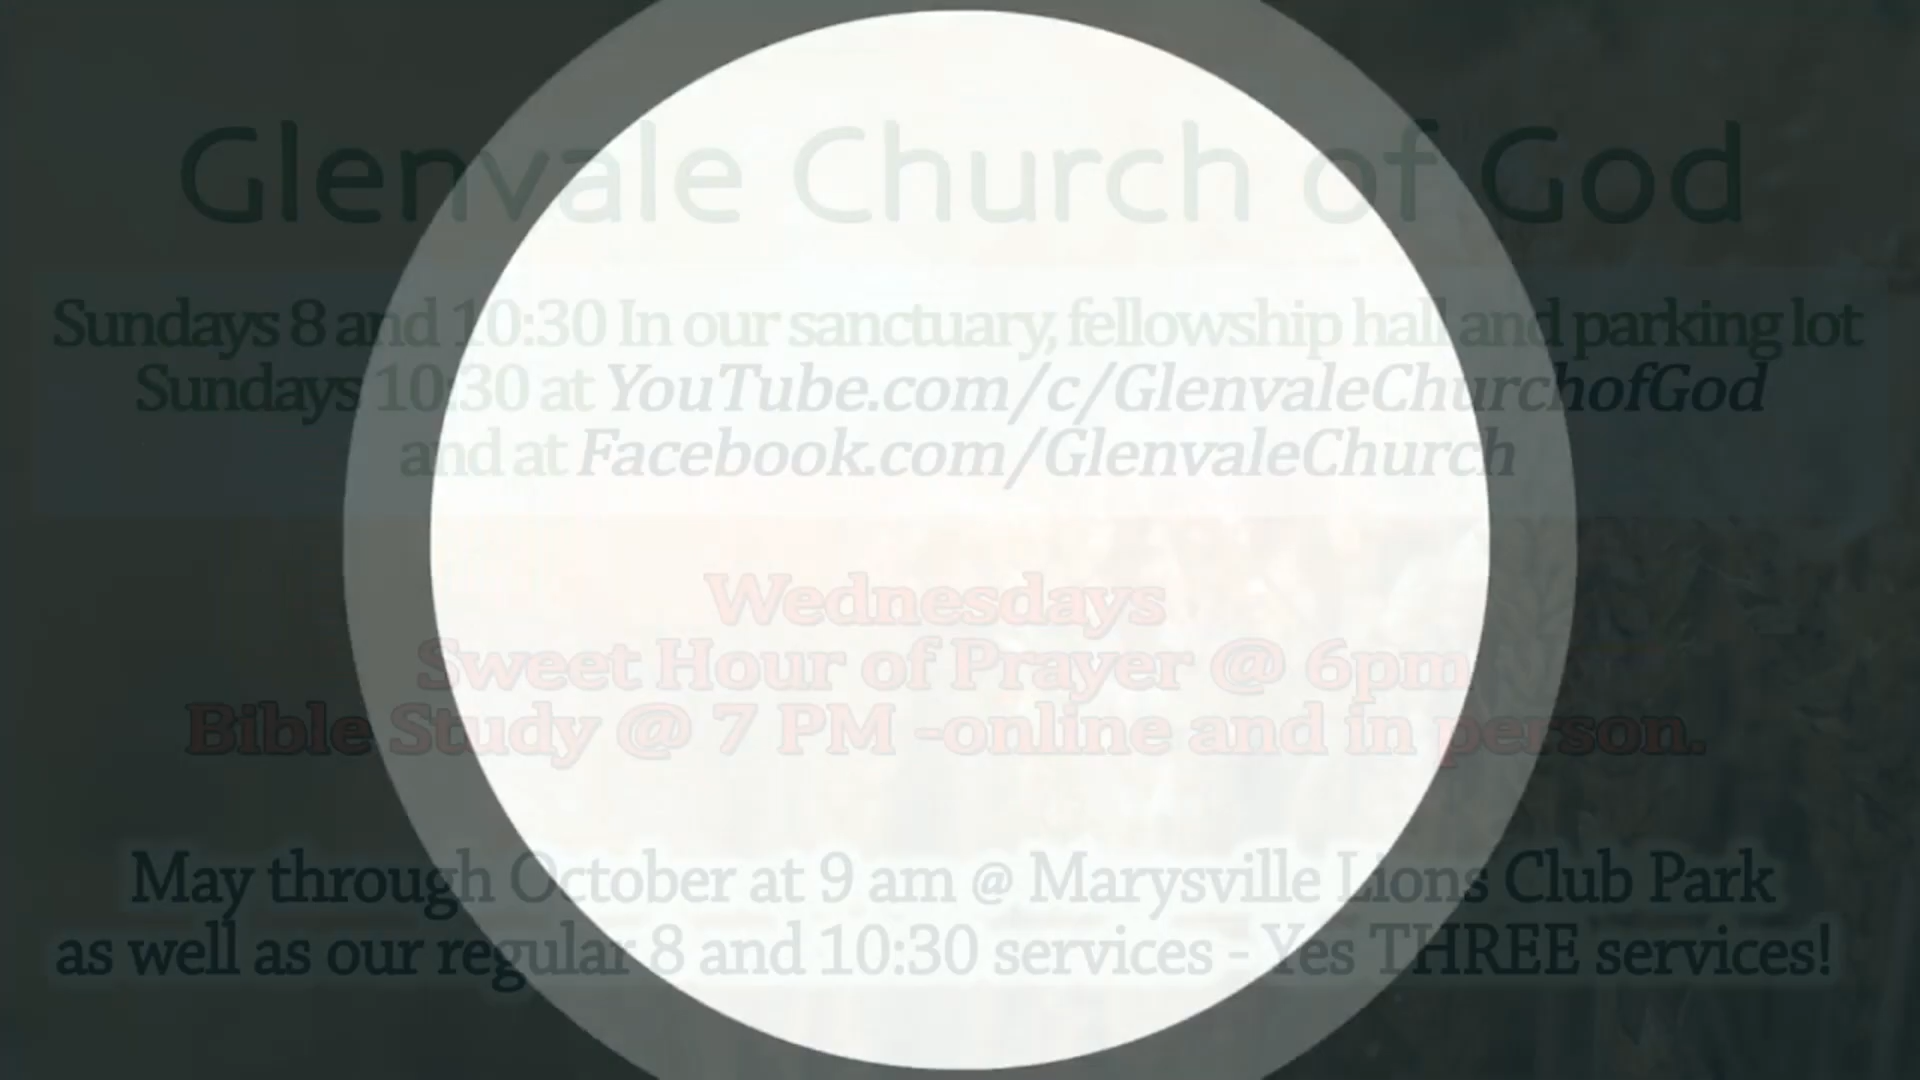 Glenvale Church of God
Sundays 8 and 10:30 In our sanctuary, fellowship hall and parking lot
Sundays 10:30 at YouTube.com/c/GlenvaleChurchofGod
and at Facebook.com/GlenvaleChurch
Wednesdays
Sweet Hour of Prayer @ 6pm
Bible Study @ 7 PM -online and in person.
May through October at 9 am @ Marysville Lions Club Park
as well as our regular 8 and 10:30 services - Yes THREE services!